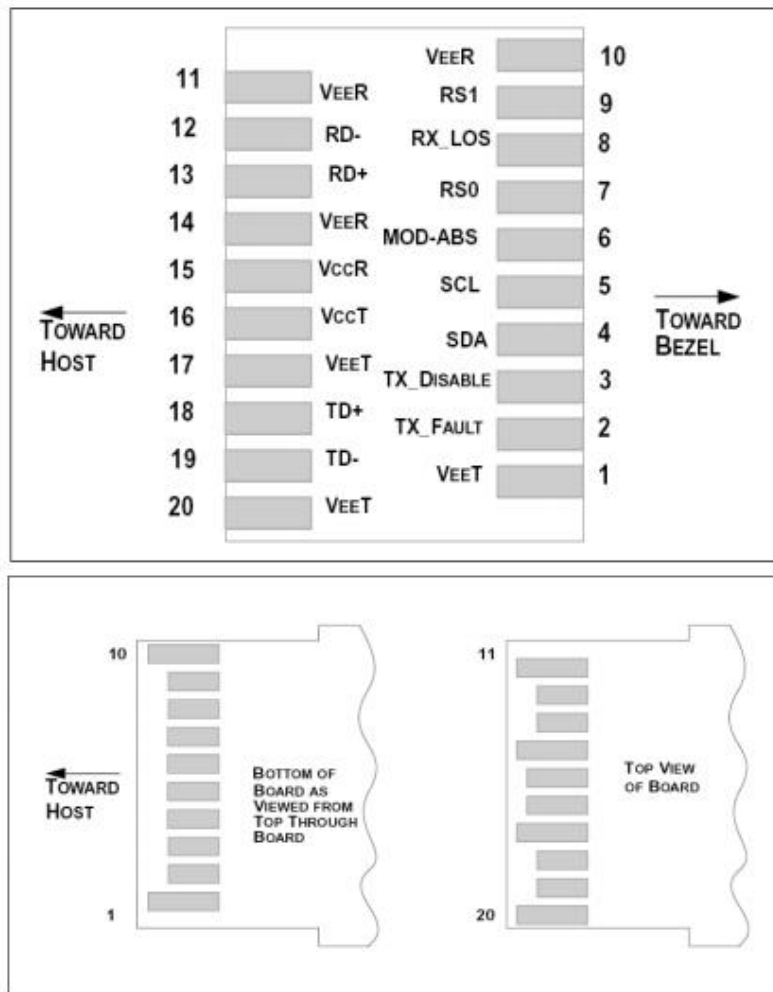 11
VEER
12
RD-
13
RD+
14
VEER
15
VCCR
16
VCCT
17
VEET
18
TD+
19
TD-
20
VEET
TOWARD
HOST
VEER
10
RS1
9
RX_LOS
8
RS0
7
MOD-ABS
6
SCL
5
SDA
4
TX_DISABLE
3
TX_FAULT
2
VEET
1
TOWARD
BEZEL
10
TOWARD
HOST
1
BOTTOM OF
BOARD AS
VIEWED FROM
TOP THROUGH
BOARD
11
20
TOP VIEW
OF BOARD